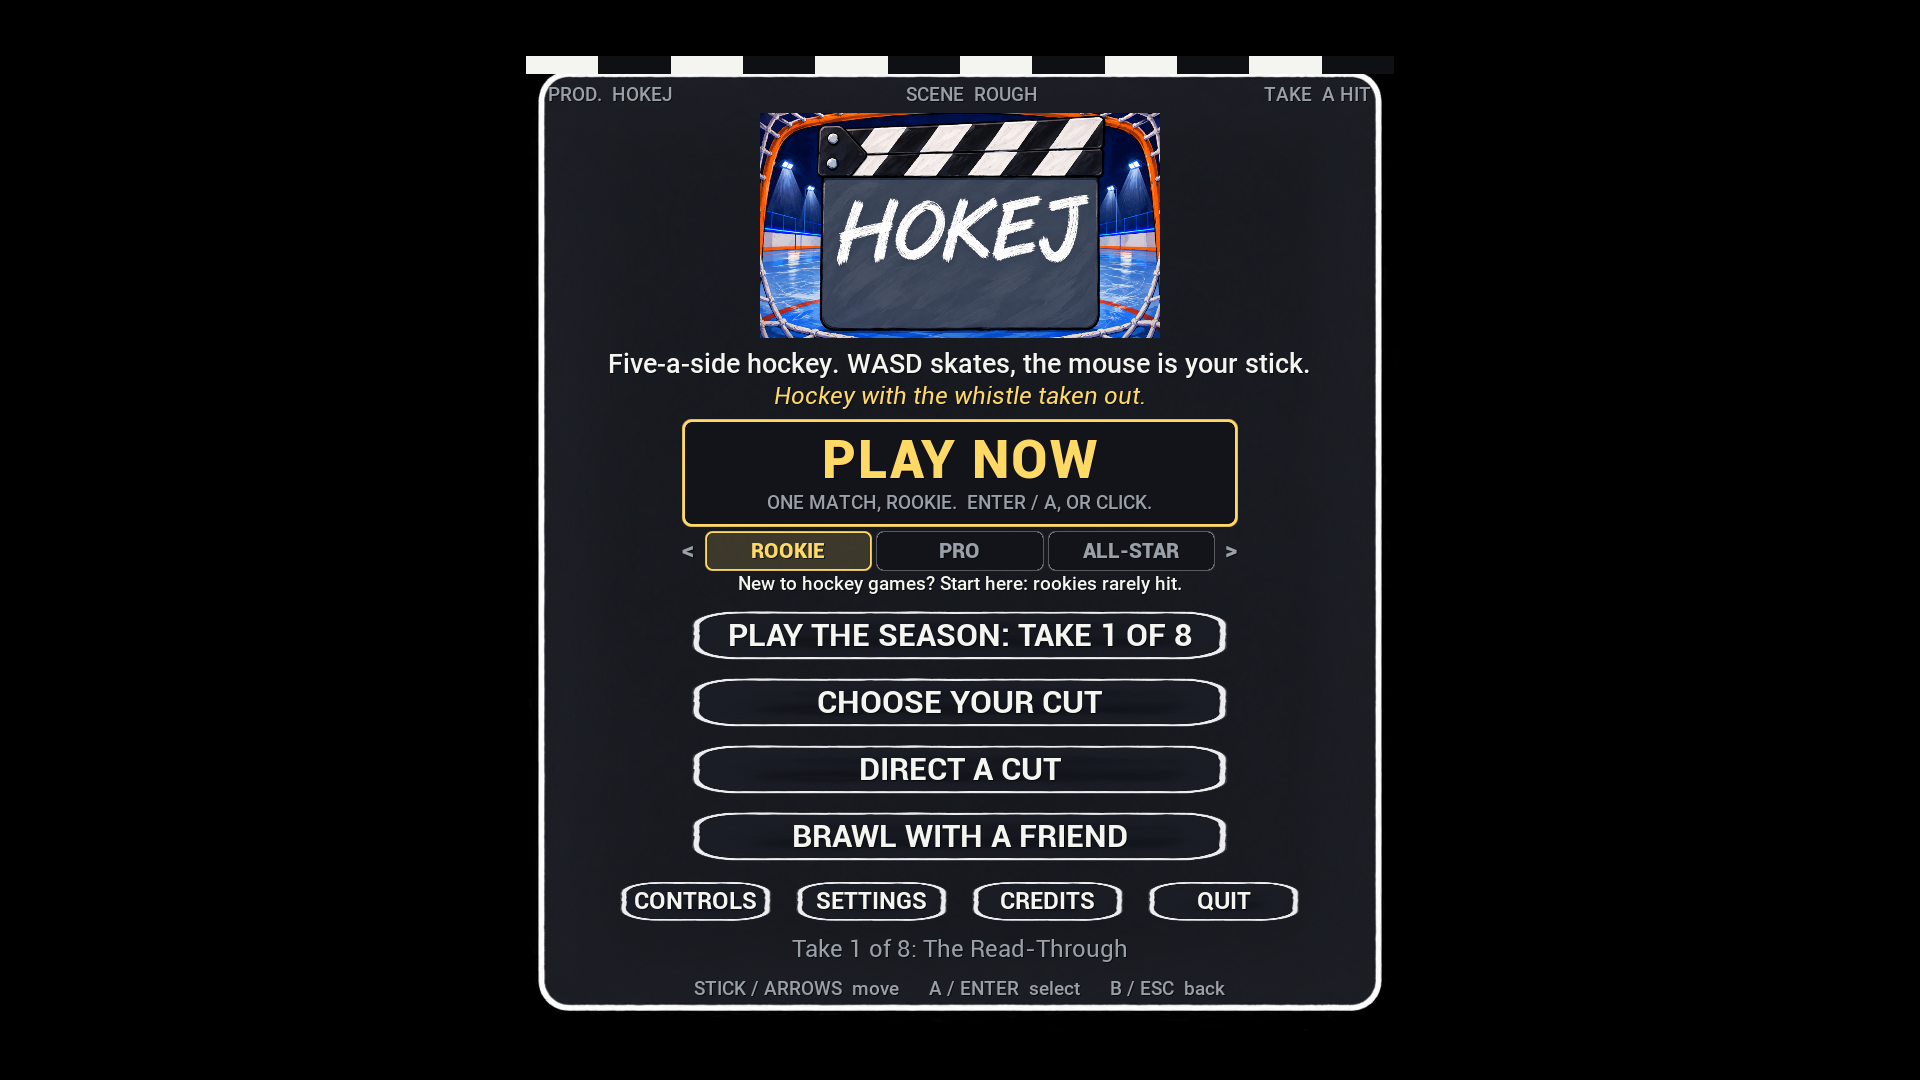 PROD. HOKEJ SCENE ROUGH TAKE A HIT
HOKEJ
Five-a-side hockey. WASD skates, the mouse is your stick.
Hockey with the whistle taken out.
PLAY NOW
ONE MATCH, ROOKIE. ENTER / A, OR CLICK.
< ROOKIE PRO ALL-STAR >
New to hockey games? Start here: rookies rarely hit.
PLAY THE SEASON: TAKE 1 OF 8
CHOOSE YOUR CUT
DIRECT A CUT
BRAWL WITH A FRIEND
CONTROLS SETTINGS CREDITS QUIT
Take 1 of 8: The Read-Through
STICK / ARROWS move A / ENTER select B / ESC back